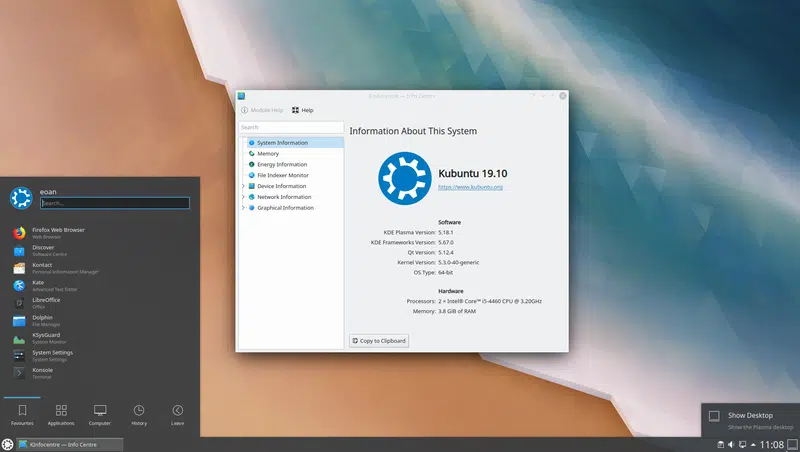 KInfocentre — Info Centre
Module Help
Help
Search
System Information
Memory
Energy Information
File Indexer Monitor
Device Information
Network Information
Graphical Information
Information About This System
Kubuntu 19.10
https://www.kubuntu.org
Software
KDE Plasma Version: 5.18.1
KDE Frameworks Version: 5.67.0
Qt Version: 5.12.4
Kernel Version: 5.3.0-40-generic
OS Type: 64-bit
Hardware
Processors: 2 × Intel® Core™ i5-4460 CPU @ 3.20GHz
Memory: 3.8 GiB of RAM
Copy to Clipboard
eoan
Search...
Firefox Web Browser
Web Browser
Discover
Software Centre
Kontact
Personal Information Manager
Kate
Advanced Text Editor
LibreOffice
Office
Dolphin
File Manager
KSysGuard
System Monitor
System Settings
System Settings
Konsole
Terminal
Favourites
Applications
Computer
History
Leave
KInfocentre — Info Centre
Show Desktop
Show the Plasma desktop
11:08